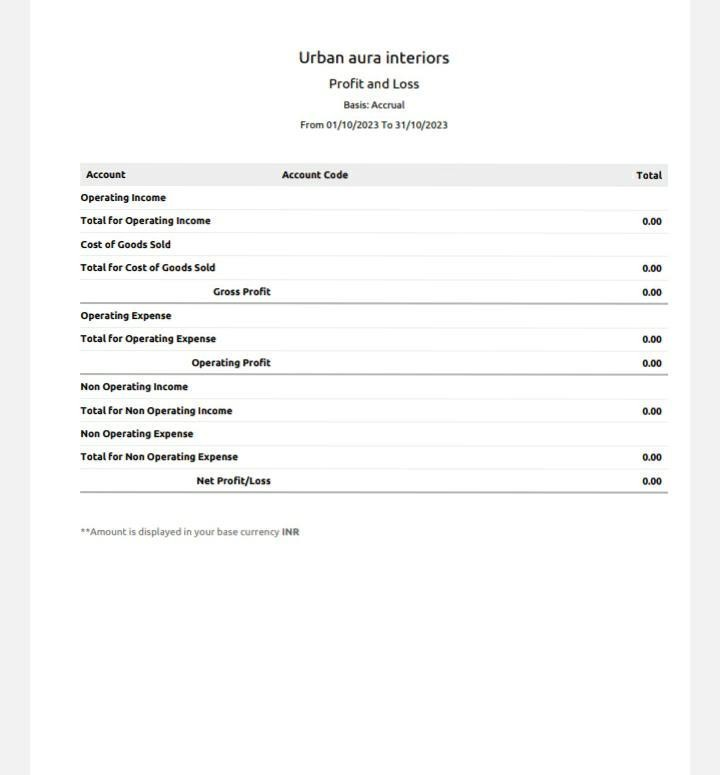 Urban aura interiors
Profit and Loss
Basis: Accrual
From 01/10/2023 To 31/10/2023
Account Account Code Total
Operating Income
Total for Operating Income 0.00
Cost of Goods Sold
Total for Cost of Goods Sold 0.00
Gross Profit 0.00
Operating Expense
Total for Operating Expense 0.00
Operating Profit 0.00
Non Operating Income
Total for Non Operating Income 0.00
Non Operating Expense
Total for Non Operating Expense 0.00
Net Profit/Loss 0.00
**Amount is displayed in your base currency INR